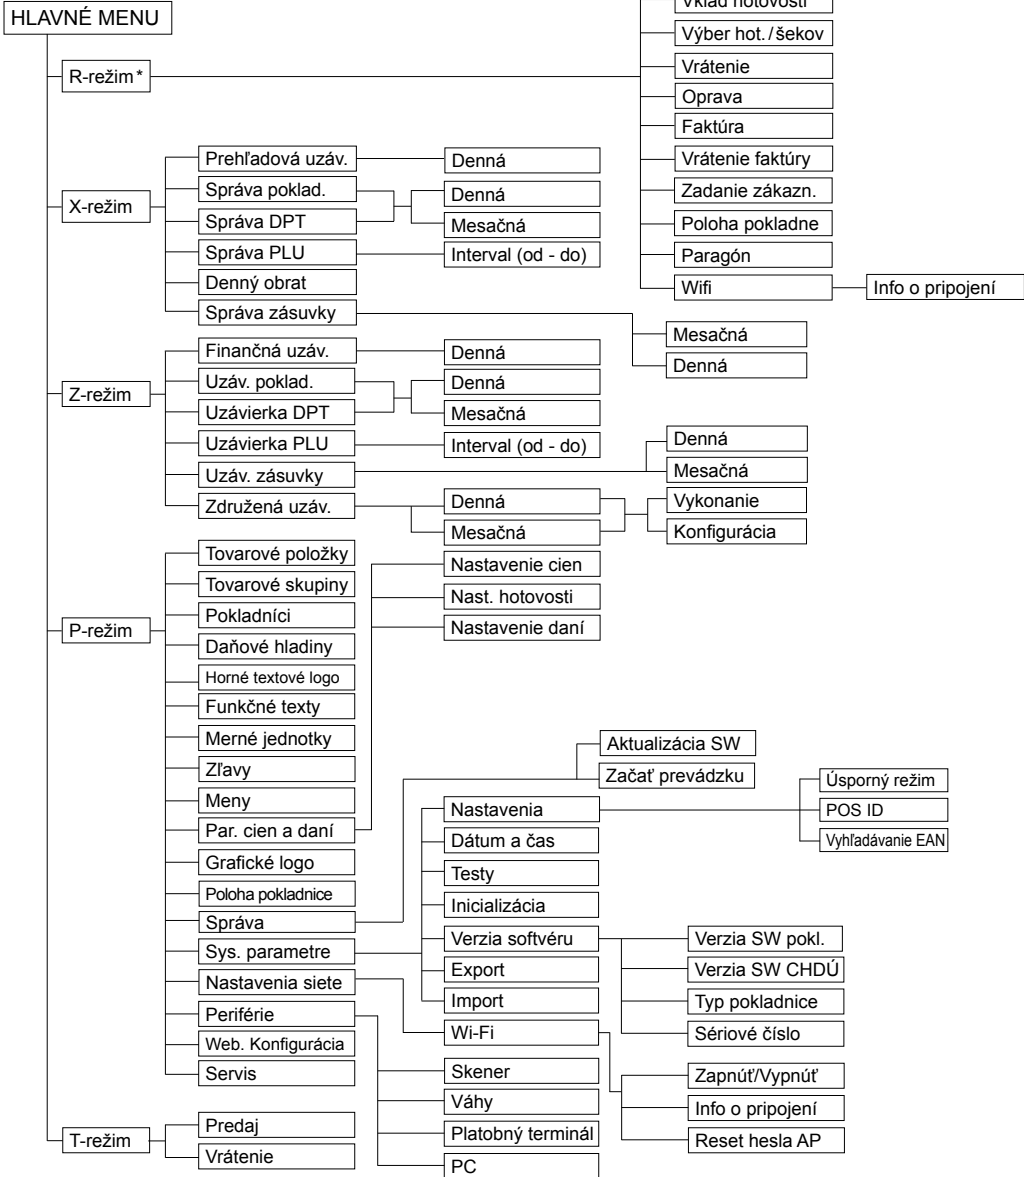 HLAVNÉ MENU
R-režim*
Vklad hotovosti
Výber hot./šekov
Vrátenie
Oprava
Faktúra
Vrátenie faktúry
Zadanie zákazn.
Poloha pokladne
Paragón
Wifi
Info o pripojení
X-režim
Prehľadová uzáv.
Denná
Správa poklad.
Správa DPT
Denná
Mesačná
Správa PLU
Interval (od - do)
Denný obrat
Správa zásuvky
Mesačná
Denná
Z-režim
Finančná uzáv.
Denná
Uzáv. poklad.
Uzávierka DPT
Denná
Mesačná
Uzávierka PLU
Interval (od - do)
Uzáv. zásuvky
Denná
Mesačná
Združená uzáv.
Denná
Mesačná
Vykonanie
Konfigurácia
P-režim
Tovarové položky
Tovarové skupiny
Pokladníci
Daňové hladiny
Horné textové logo
Funkčné texty
Merné jednotky
Zľavy
Meny
Par. cien a daní
Nastavenie cien
Nast. hotovosti
Nastavenie daní
Grafické logo
Poloha pokladnice
Správa
Aktualizácia SW
Začať prevádzku
Sys. parametre
Nastavenia
Úsporný režim
POS ID
Vyhľadávanie EAN
Dátum a čas
Testy
Inicializácia
Verzia softvéru
Verzia SW pokl.
Verzia SW CHDÚ
Typ pokladnice
Sériové číslo
Export
Import
Nastavenia siete
Wi-Fi
Zapnúť/Vypnúť
Info o pripojení
Reset hesla AP
Periférie
Skener
Váhy
Platobný terminál
PC
Web. Konfigurácia
Servis
T-režim
Predaj
Vrátenie